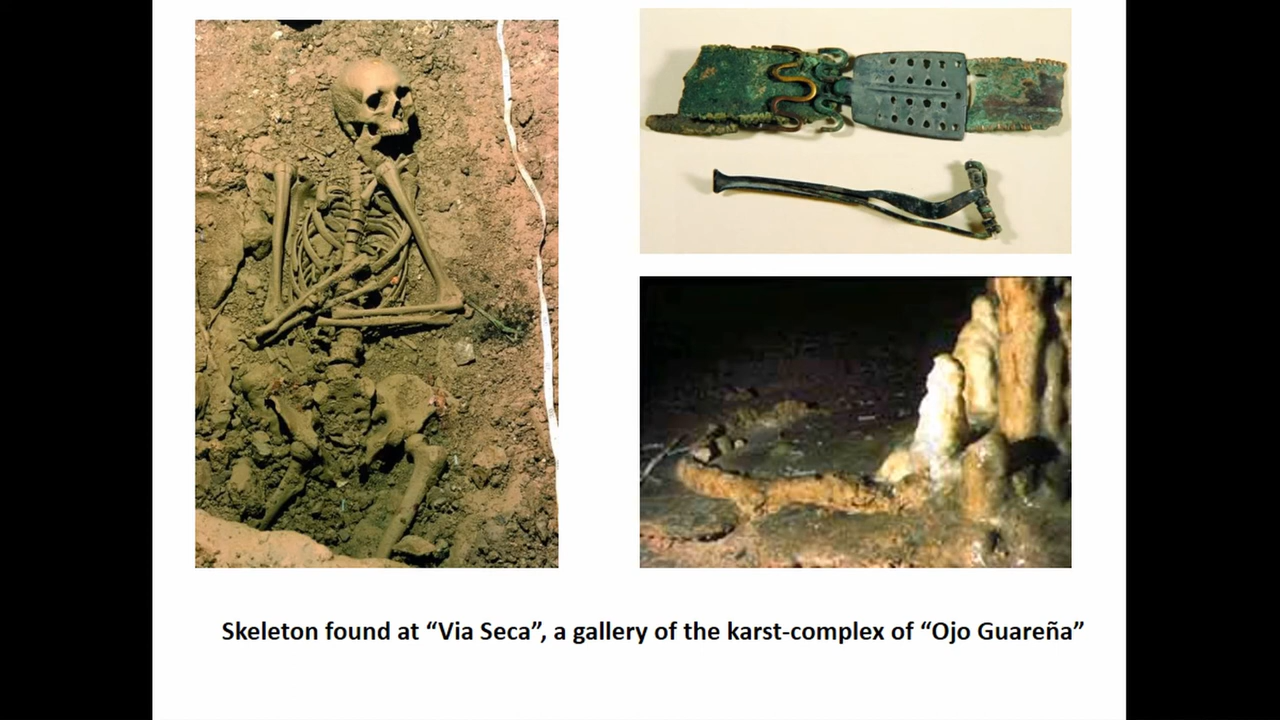 Skeleton found at “Via Seca”, a gallery of the karst-complex of “Ojo Guareña”